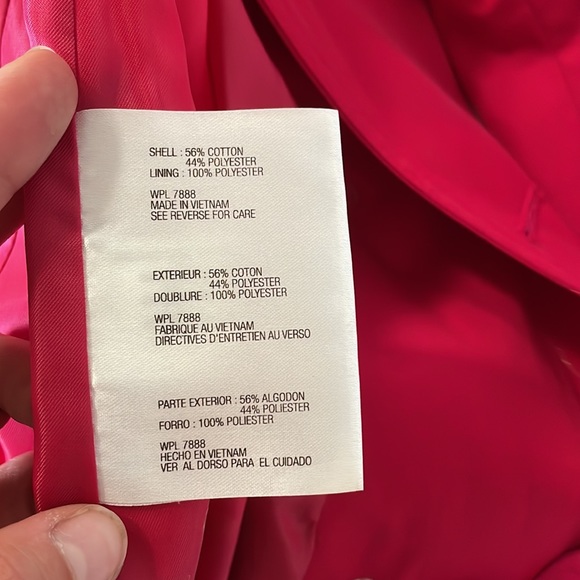 SHELL : 56% COTTON
44% POLYESTER
LINING : 100% POLYESTER
WPL 7888
MADE IN VIETNAM
SEE REVERSE FOR CARE
EXTERIEUR : 56% COTON
44% POLYESTER
DOUBLURE : 100% POLYESTER
WPL 7888
FABRIQUE AU VIETNAM
DIRECTIVES D'ENTRETIEN AU VERSO
PARTE EXTERIOR : 56% ALGODON
44% POLIESTER
FORRO : 100% POLIESTER
WPL 7888
HECHO EN VIETNAM
VER AL DORSO PARA EL CUIDADO